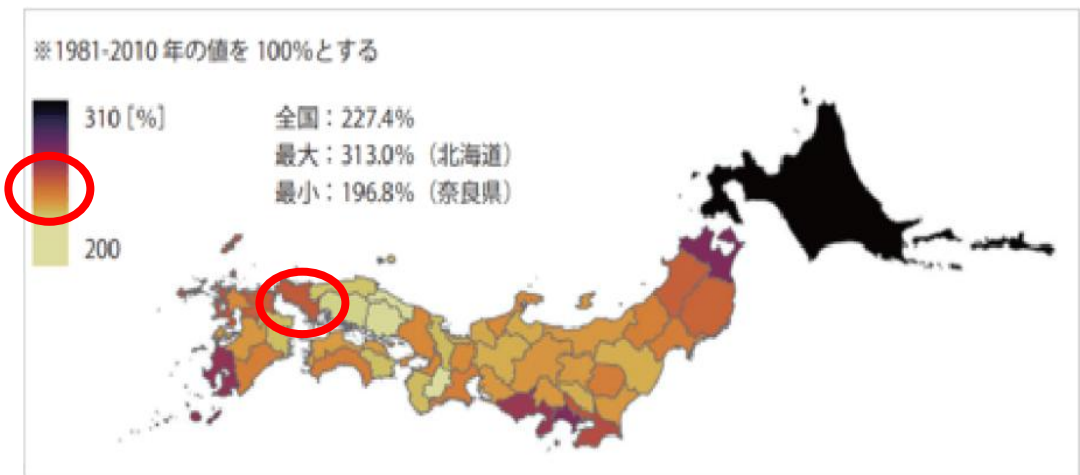 ※1981-2010 年の値を 100%とする
310 [%]
全国：227.4%
最大：313.0%（北海道）
最小：196.8%（奈良県）
200